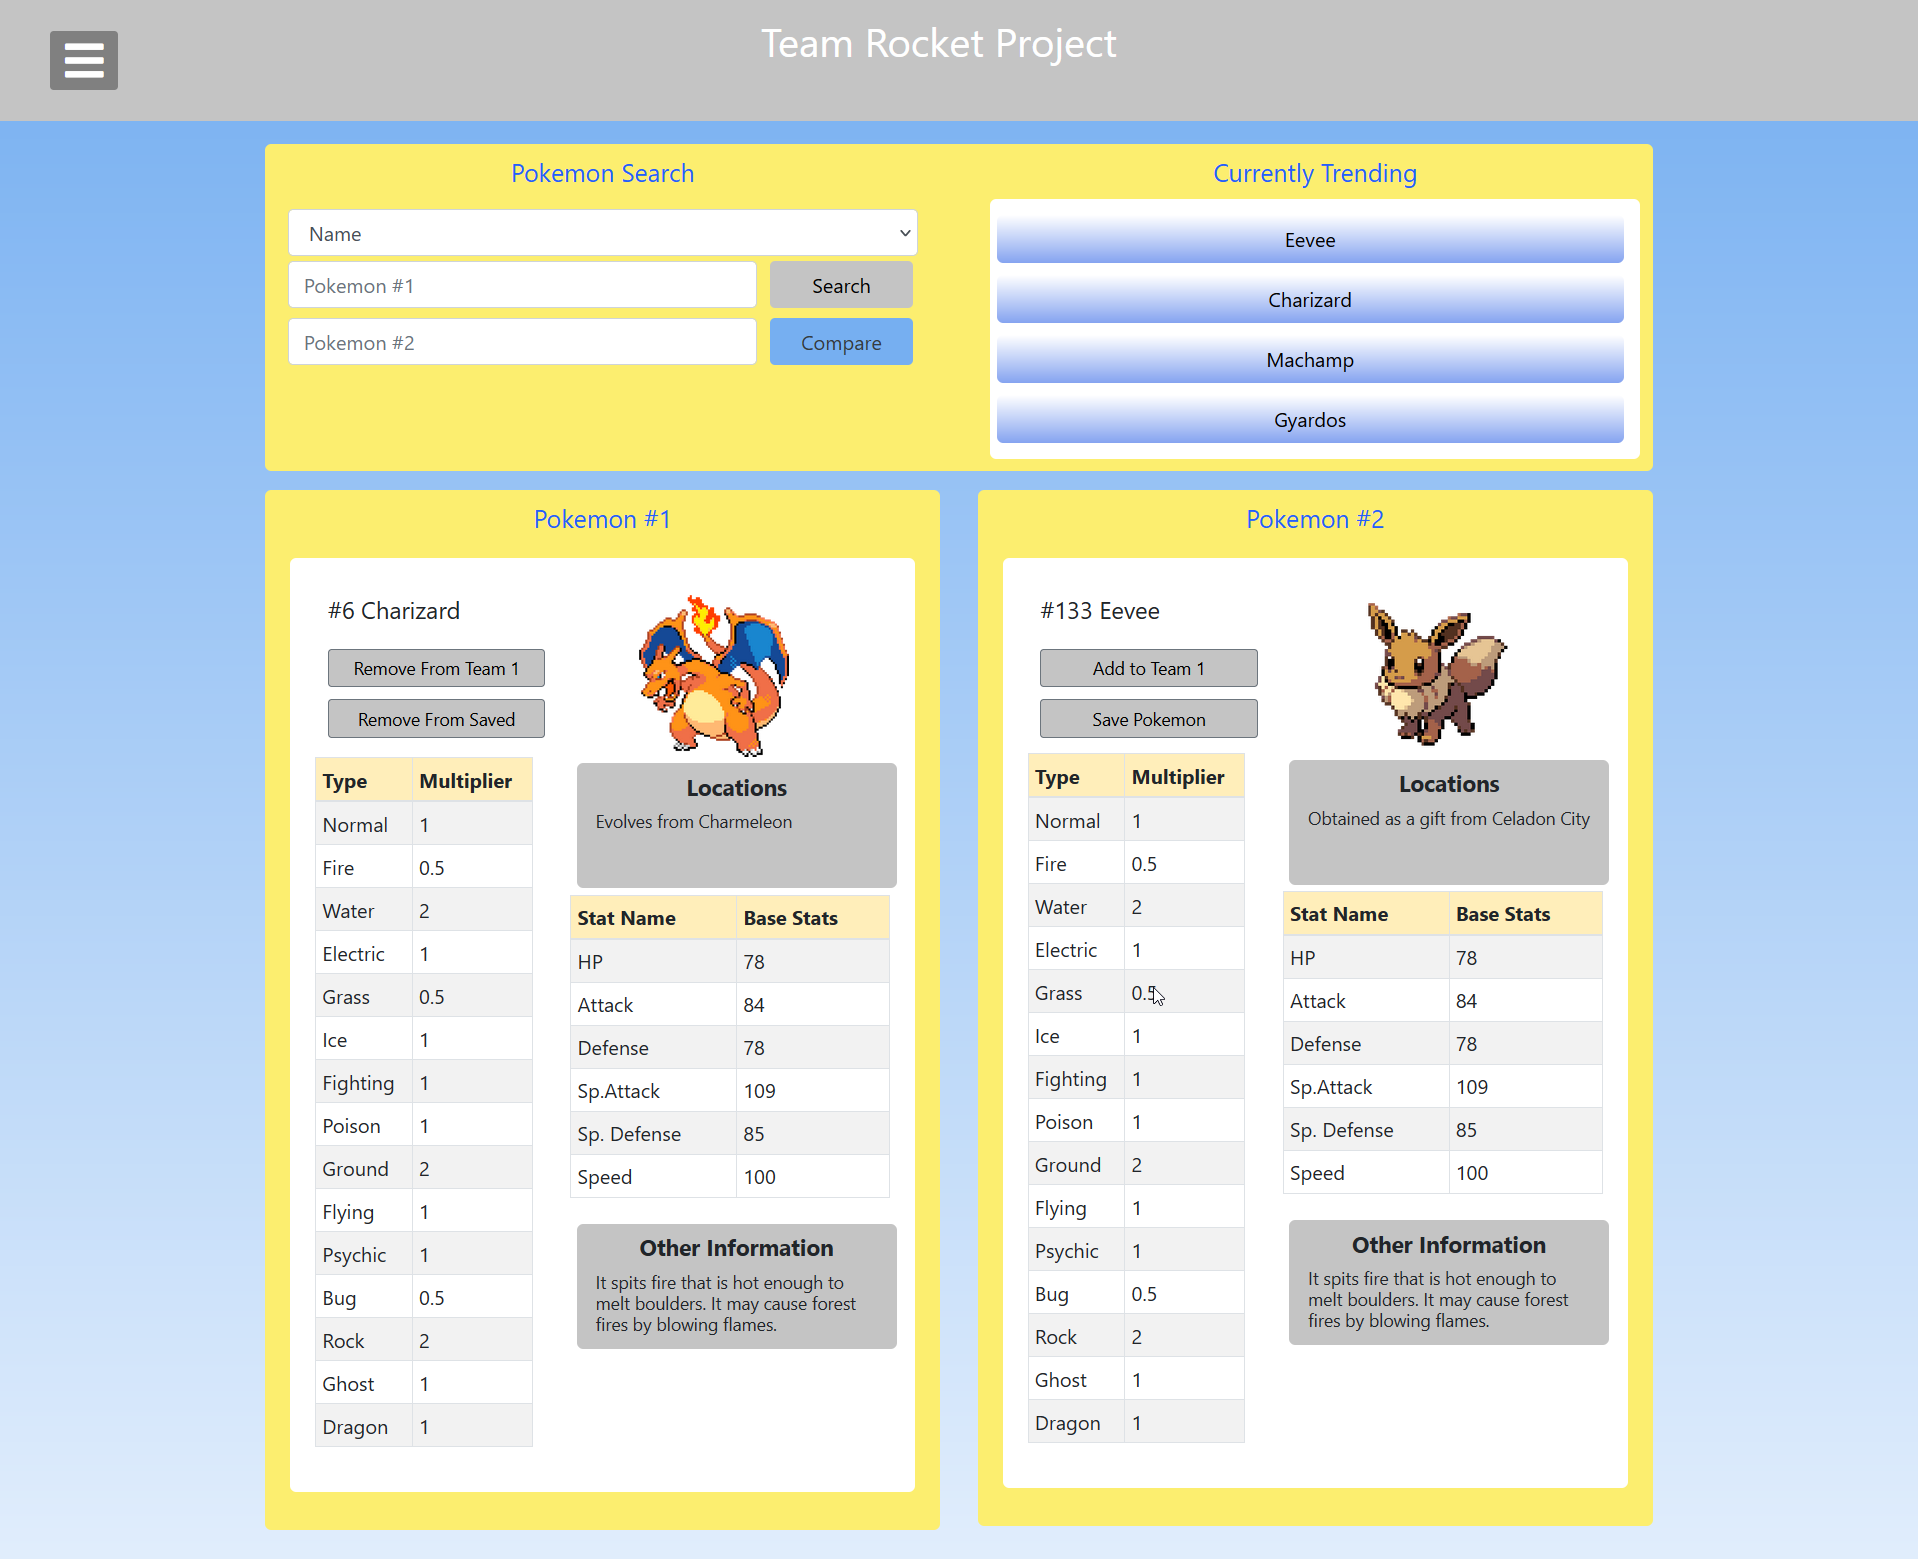 Team Rocket Project
Pokemon Search
Name
Pokemon #1
Search
Pokemon #2
Compare
Currently Trending
Eevee
Charizard
Machamp
Gyardos
Pokemon #1
#6 Charizard
Remove From Team 1
Remove From Saved
Type Multiplier
Normal 1
Fire 0.5
Water 2
Electric 1
Grass 0.5
Ice 1
Fighting 1
Poison 1
Ground 2
Flying 1
Psychic 1
Bug 0.5
Rock 2
Ghost 1
Dragon 1
Locations
Evolves from Charmeleon
Stat Name Base Stats
HP 78
Attack 84
Defense 78
Sp.Attack 109
Sp. Defense 85
Speed 100
Other Information
It spits fire that is hot enough to
melt boulders. It may cause forest
fires by blowing flames.
Pokemon #2
#133 Eevee
Add to Team 1
Save Pokemon
Type Multiplier
Normal 1
Fire 0.5
Water 2
Electric 1
Grass 0.5
Ice 1
Fighting 1
Poison 1
Ground 2
Flying 1
Psychic 1
Bug 0.5
Rock 2
Ghost 1
Dragon 1
Locations
Obtained as a gift from Celadon City
Stat Name Base Stats
HP 78
Attack 84
Defense 78
Sp.Attack 109
Sp. Defense 85
Speed 100
Other Information
It spits fire that is hot enough to
melt boulders. It may cause forest
fires by blowing flames.